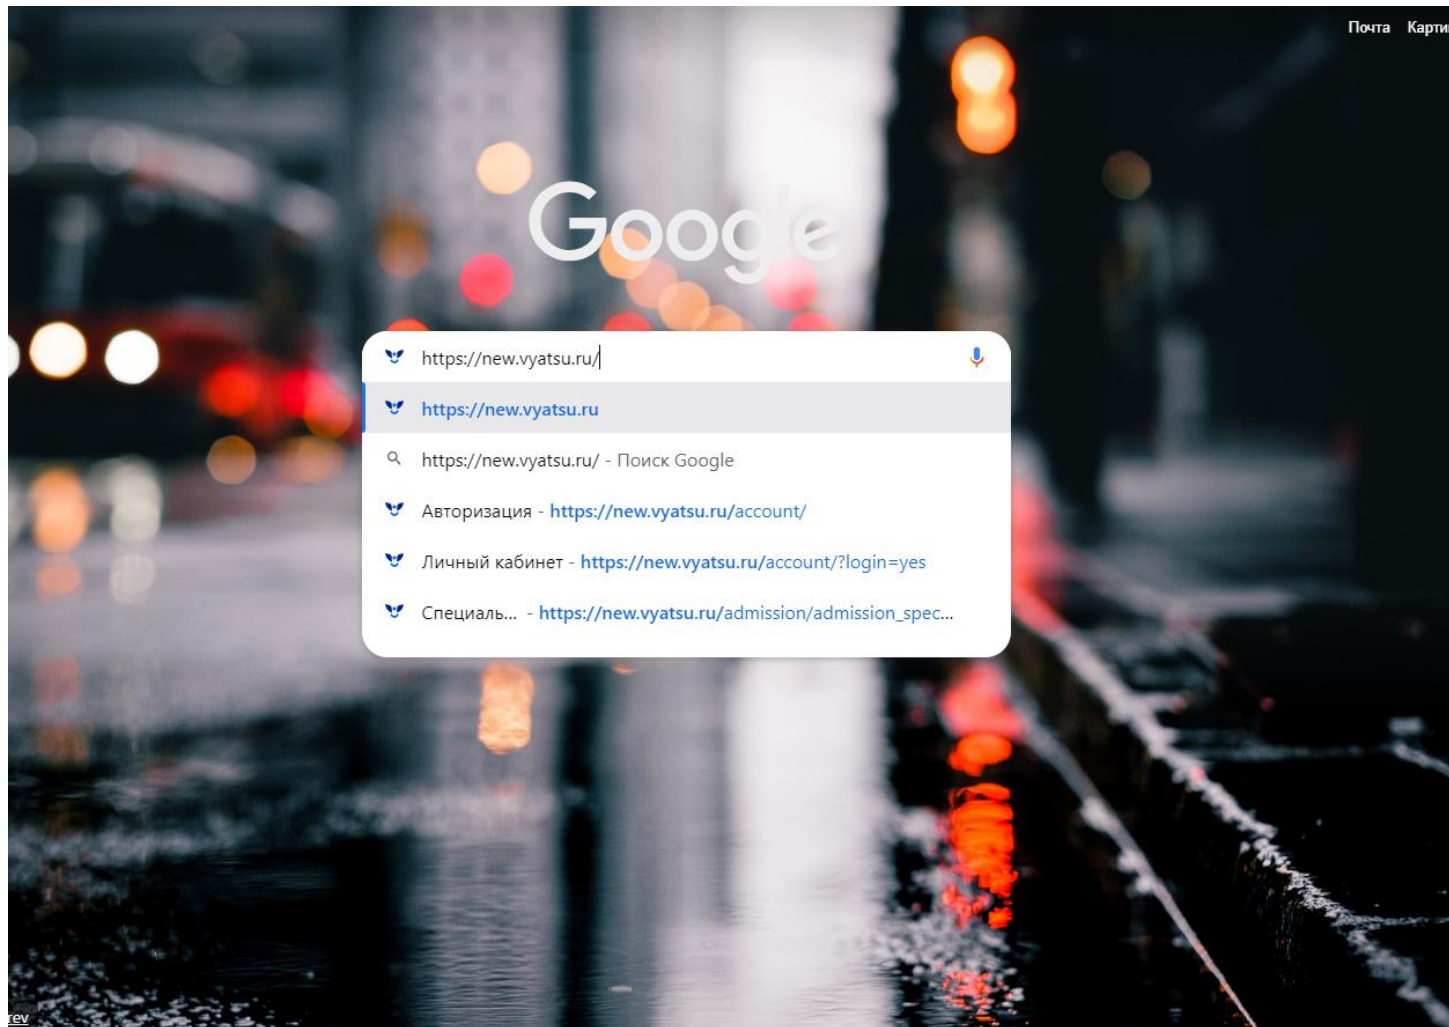 Почта Карти
Google
https://new.vyatsu.ru/
https://new.vyatsu.ru
https://new.vyatsu.ru/ - Поиск Google
Авторизация - https://new.vyatsu.ru/account/
Личный кабинет - https://new.vyatsu.ru/account/?login=yes
Специаль... - https://new.vyatsu.ru/admission/admission_spec...
rev